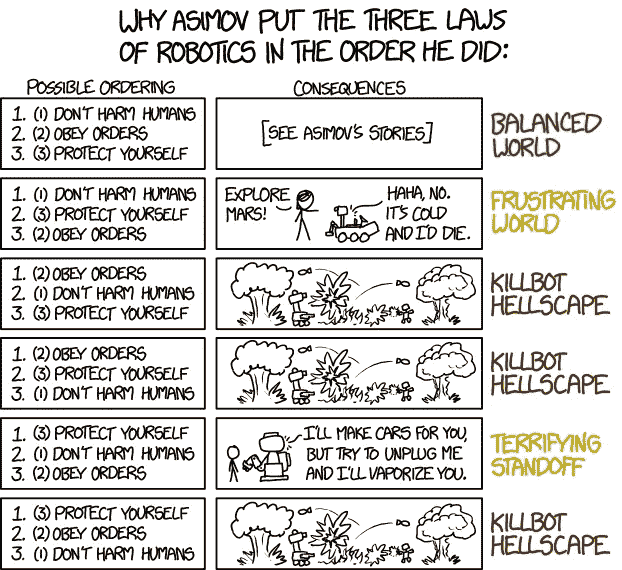 WHY ASIMOV PUT THE THREE LAWS
OF ROBOTICS IN THE ORDER HE DID:
POSSIBLE ORDERING
CONSEQUENCES
1. (1) DON'T HARM HUMANS
2. (2) OBEY ORDERS
3. (3) PROTECT YOURSELF
[SEE ASIMOV'S STORIES]
BALANCED
WORLD
1. (1) DON'T HARM HUMANS
2. (3) PROTECT YOURSELF
3. (2) OBEY ORDERS
EXPLORE
MARS!
HAHA, NO.
IT'S COLD
AND I'D DIE.
FRUSTRATING
WORLD
1. (2) OBEY ORDERS
2. (1) DON'T HARM HUMANS
3. (3) PROTECT YOURSELF
KILLBOT
HELLSCAPE
1. (2) OBEY ORDERS
2. (3) PROTECT YOURSELF
3. (1) DON'T HARM HUMANS
KILLBOT
HELLSCAPE
1. (3) PROTECT YOURSELF
2. (1) DON'T HARM HUMANS
3. (2) OBEY ORDERS
I'LL MAKE CARS FOR YOU,
BUT TRY TO UNPLUG ME
AND I'LL VAPORIZE YOU.
TERRIFYING
STANDOFF
1. (3) PROTECT YOURSELF
2. (2) OBEY ORDERS
3. (1) DON'T HARM HUMANS
KILLBOT
HELLSCAPE